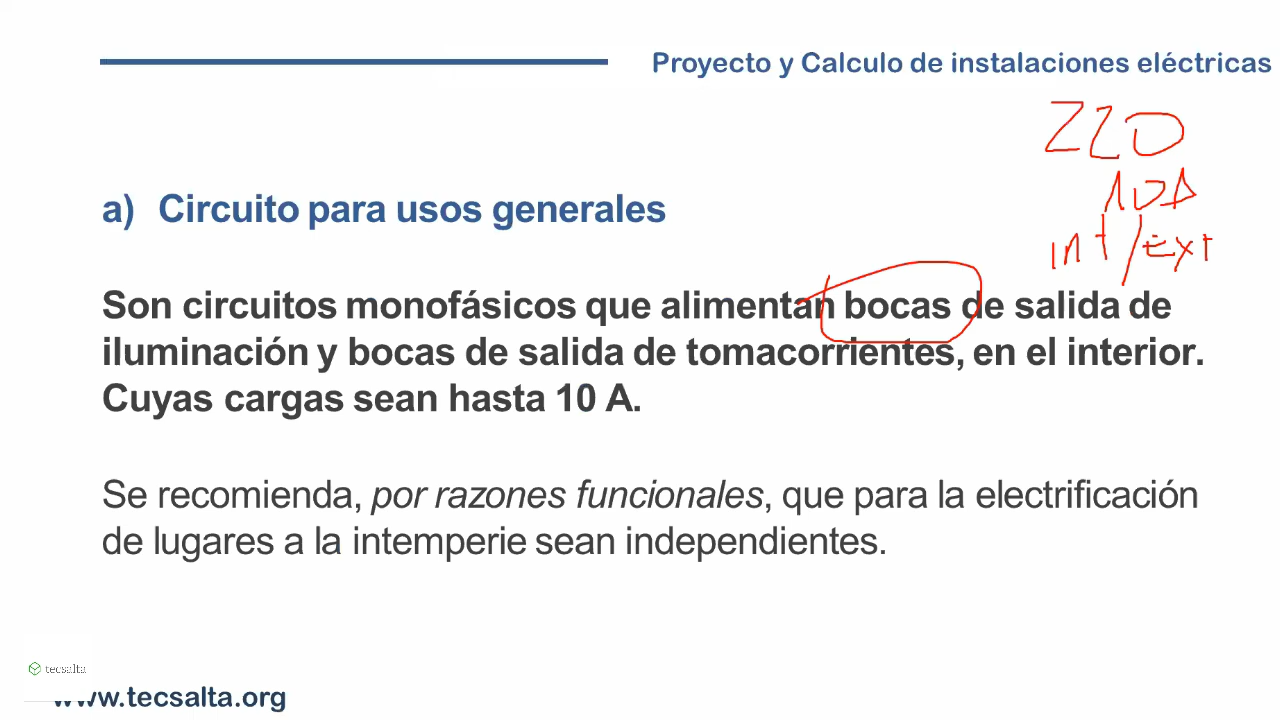 Proyecto y Calculo de instalaciones eléctricas
220
10A
int/Ext
a) Circuito para usos generales
Son circuitos monofásicos que alimentan bocas de salida de
iluminación y bocas de salida de tomacorrientes, en el interior.
Cuyas cargas sean hasta 10 A.
Se recomienda, por razones funcionales, que para la electrificación
de lugares a la intemperie sean independientes.
tecsalta
www.tecsalta.org